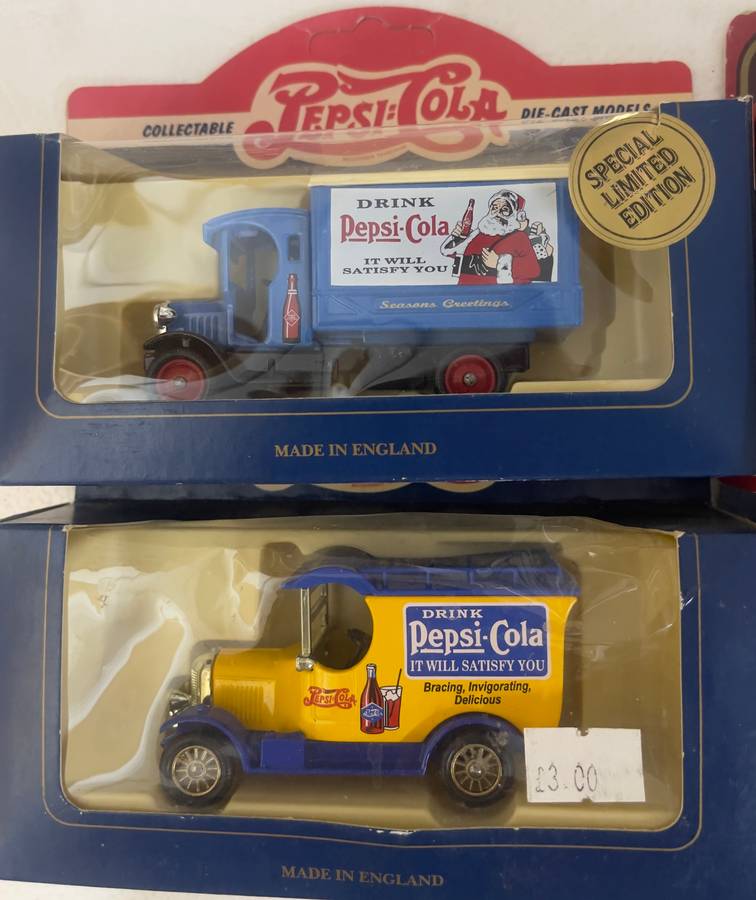 COLLECTABLE
PEPSI:COLA
DIE-CAST MODELS
SPECIAL
LIMITED
EDITION
DRINK
Pepsi-Cola
IT WILL
SATISFY YOU
Seasons Greetings
MADE IN ENGLAND
DRINK
Pepsi-Cola
IT WILL SATISFY YOU
Bracing, Invigorating,
Delicious
PEPSI:COLA
£3.00
MADE IN ENGLAND